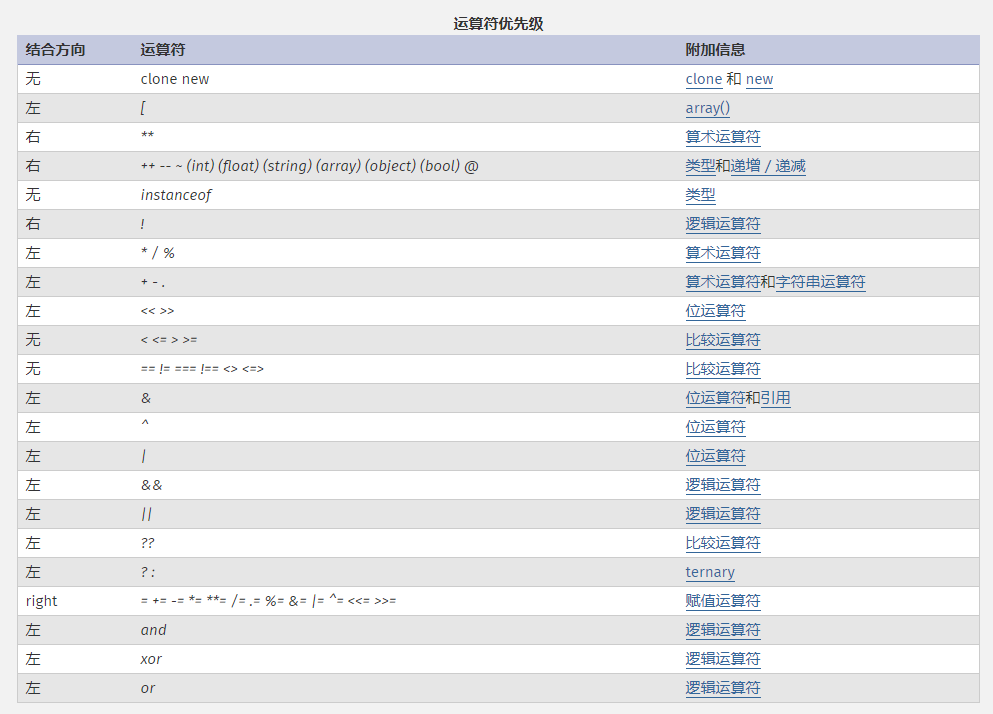 运算符优先级
结合方向 运算符 附加信息
无 clone new clone 和 new
左 [ array()
右 ** 算术运算符
右 ++ -- ~ (int) (float) (string) (array) (object) (bool) @ 类型和递增 / 递减
无 instanceof 类型
右 ! 逻辑运算符
左 * / % 算术运算符
左 + - . 算术运算符和字符串运算符
左 << >> 位运算符
无 < <= > >= 比较运算符
无 == != === !== <> <=> 比较运算符
左 & 位运算符和引用
左 ^ 位运算符
左 | 位运算符
左 && 逻辑运算符
左 || 逻辑运算符
左 ?? 比较运算符
左 ? : ternary
right = += -= *= **= /= .= %= &= |= ^= <<= >>= 赋值运算符
左 and 逻辑运算符
左 xor 逻辑运算符
左 or 逻辑运算符